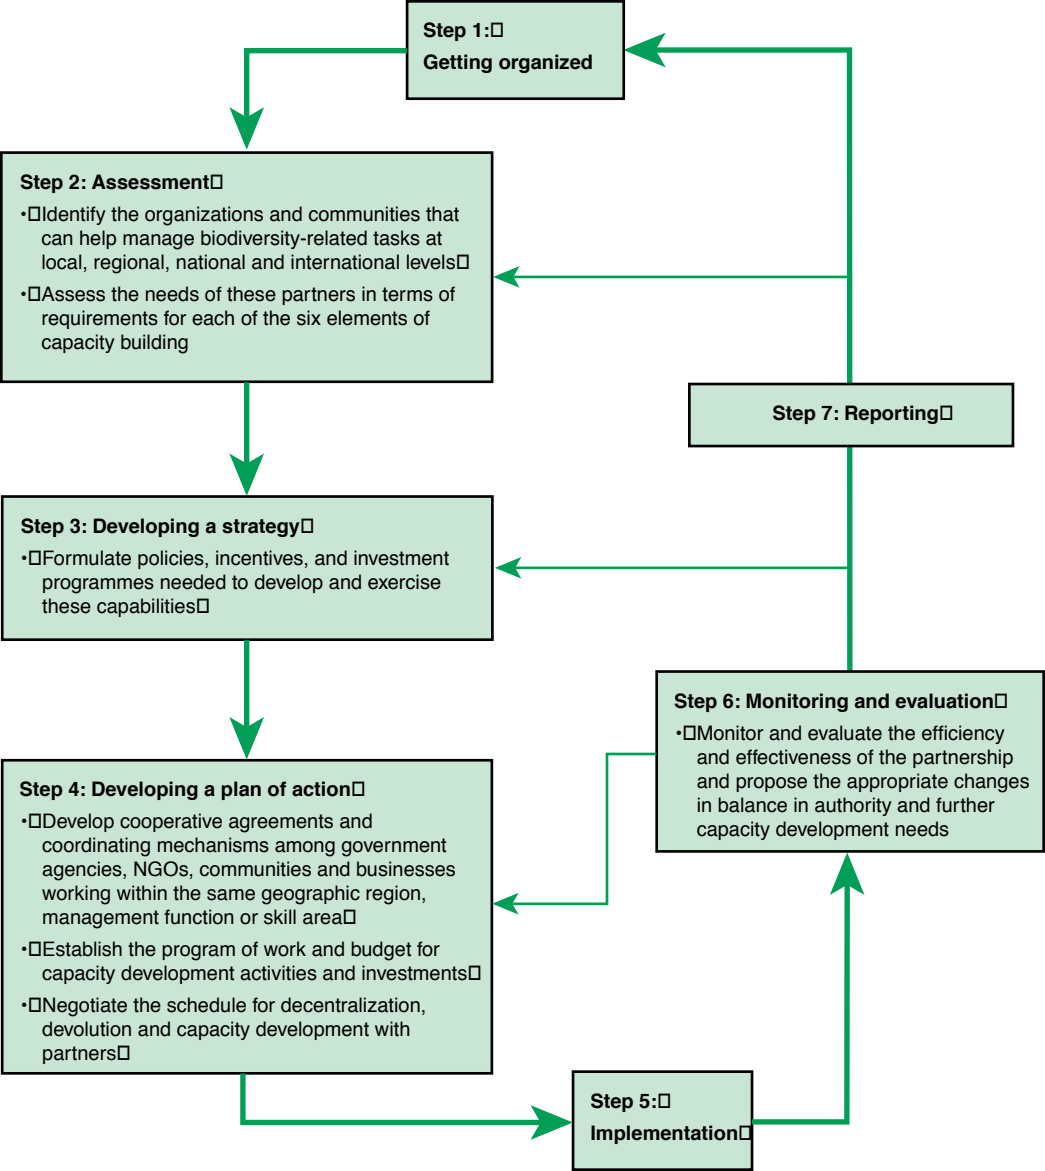 Step 1:
Getting organized
Step 2: Assessment
• Identify the organizations and communities that
can help manage biodiversity-related tasks at
local, regional, national and international levels
• Assess the needs of these partners in terms of
requirements for each of the six elements of
capacity building
Step 3: Developing a strategy
• Formulate policies, incentives, and investment
programmes needed to develop and exercise
these capabilities
Step 4: Developing a plan of action
• Develop cooperative agreements and
coordinating mechanisms among government
agencies, NGOs, communities and businesses
working within the same geographic region,
management function or skill area
• Establish the program of work and budget for
capacity development activities and investments
• Negotiate the schedule for decentralization,
devolution and capacity development with
partners
Step 5:
Implementation
Step 6: Monitoring and evaluation
• Monitor and evaluate the efficiency
and effectiveness of the partnership
and propose the appropriate changes
in balance in authority and further
capacity development needs
Step 7: Reporting